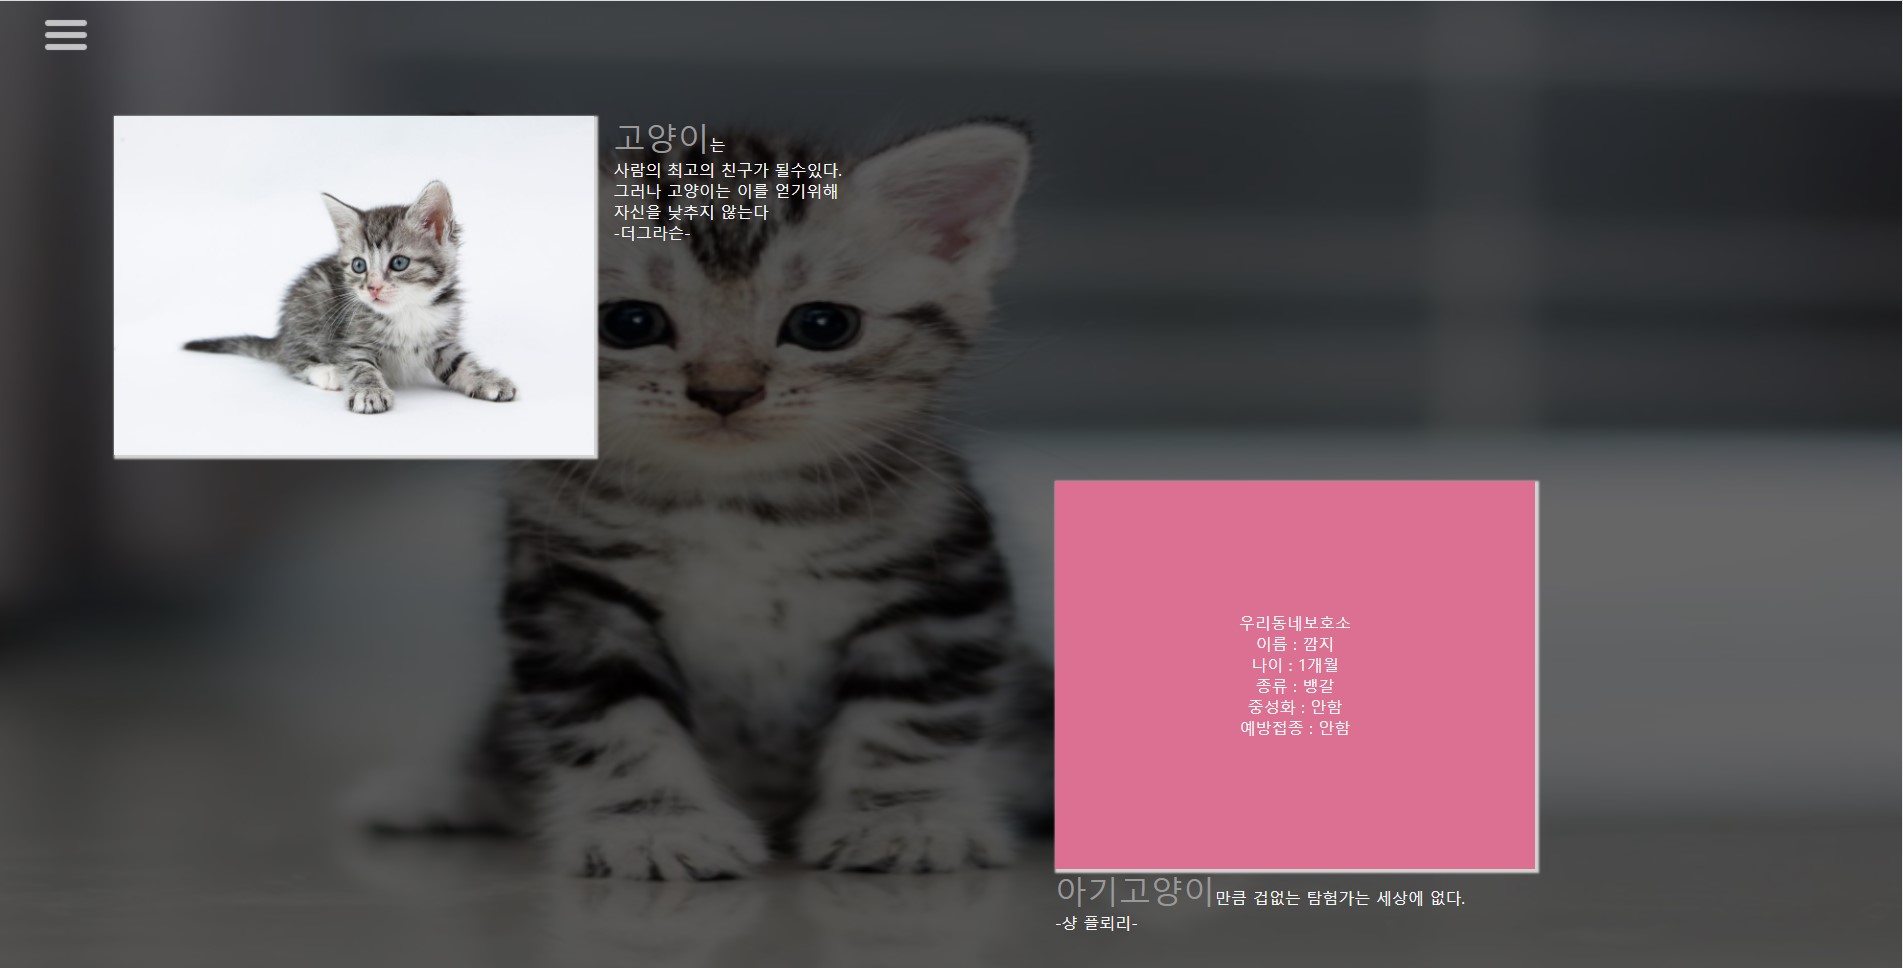 고양이는
사람의 최고의 친구가 될수있다.
그러나 고양이는 이를 얻기위해
자신을 낮추지 않는다
-더그라슨-
우리동네보호소
이름 : 깜지
나이 : 1개월
종류 : 뱅갈
중성화 : 안함
예방접종 : 안함
아기고양이만큼 겁없는 탐험가는 세상에 없다.
-샹 플뢰리-